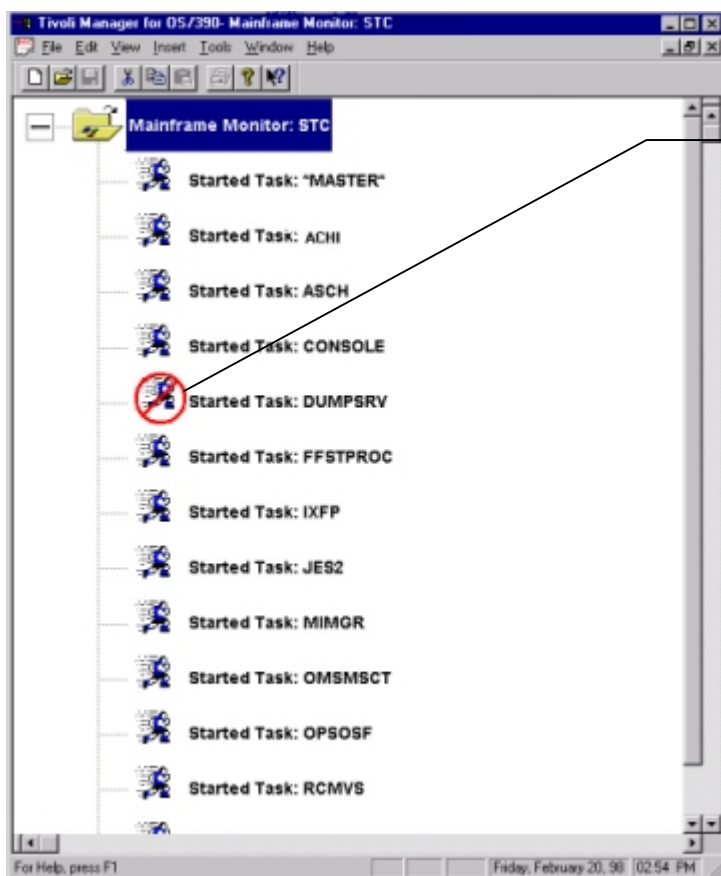 Tivoli Manager for OS/390- Mainframe Monitor: STC
File Edit View Insert Tools Window Help
Mainframe Monitor: STC
Started Task: *MASTER*
Started Task: ACHI
Started Task: ASCH
Started Task: CONSOLE
Started Task: DUMPSRV
Started Task: FFSTPROC
Started Task: IXFP
Started Task: JES2
Started Task: MIMGR
Started Task: OMSMSCT
Started Task: OPSOSF
Started Task: RCMVS
For Help, press F1
Friday, February 20, 98 02:54 PM